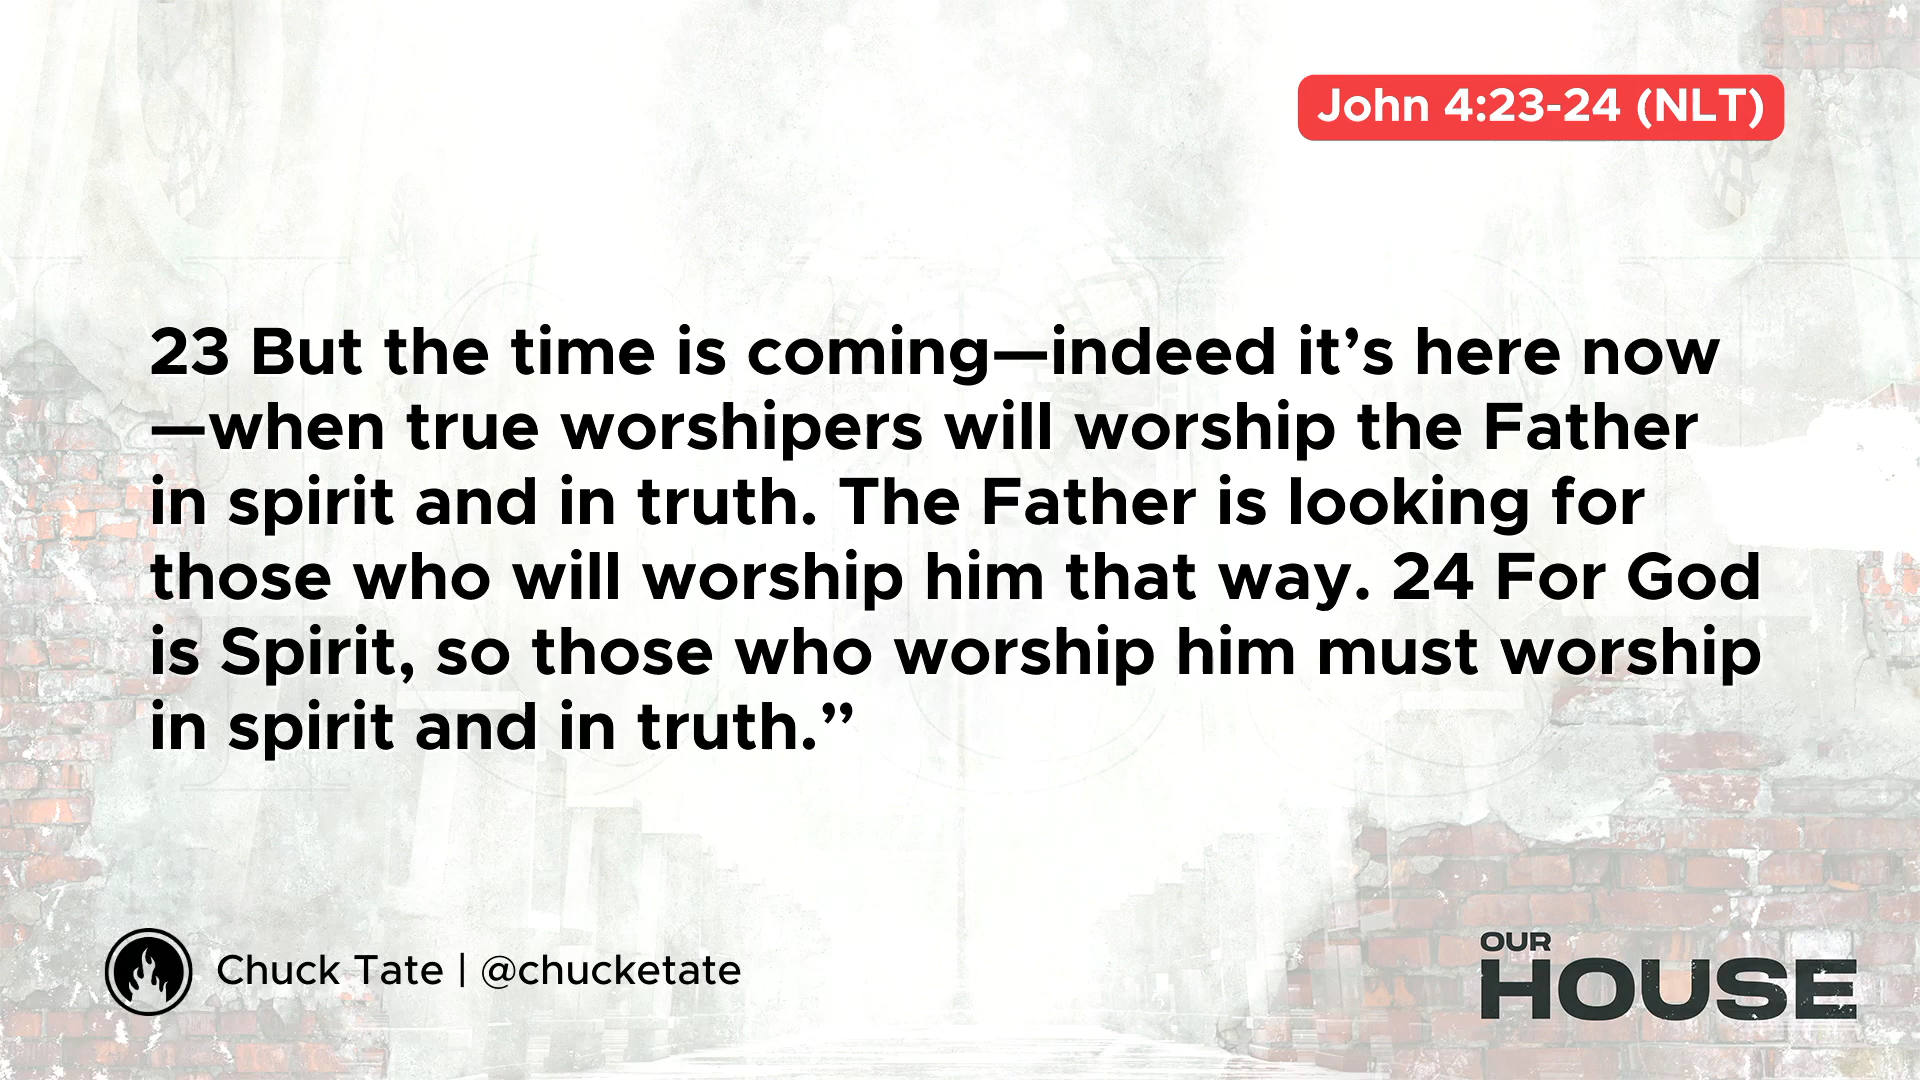 John 4:23-24 (NLT)
23 But the time is coming—indeed it’s here now
—when true worshipers will worship the Father
in spirit and in truth. The Father is looking for
those who will worship him that way. 24 For God
is Spirit, so those who worship him must worship
in spirit and in truth.”
Chuck Tate | @chucketate
OUR
HOUSE